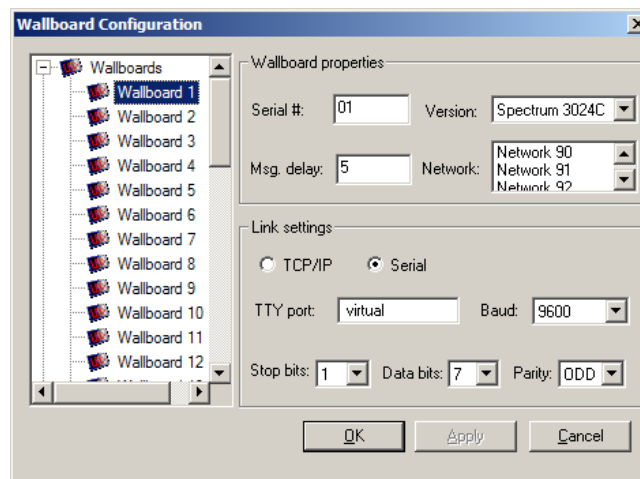 Wallboard Configuration
Wallboards
Wallboard 1
Wallboard 2
Wallboard 3
Wallboard 4
Wallboard 5
Wallboard 6
Wallboard 7
Wallboard 8
Wallboard 9
Wallboard 10
Wallboard 11
Wallboard 12
Wallboard properties
Serial #: 01 Version: Spectrum 3024C
Msg. delay: 5 Network: Network 90
Network 91
Network 92
Link settings
TCP/IP Serial
TTY port: virtual Baud: 9600
Stop bits: 1 Data bits: 7 Parity: ODD
OK Apply Cancel